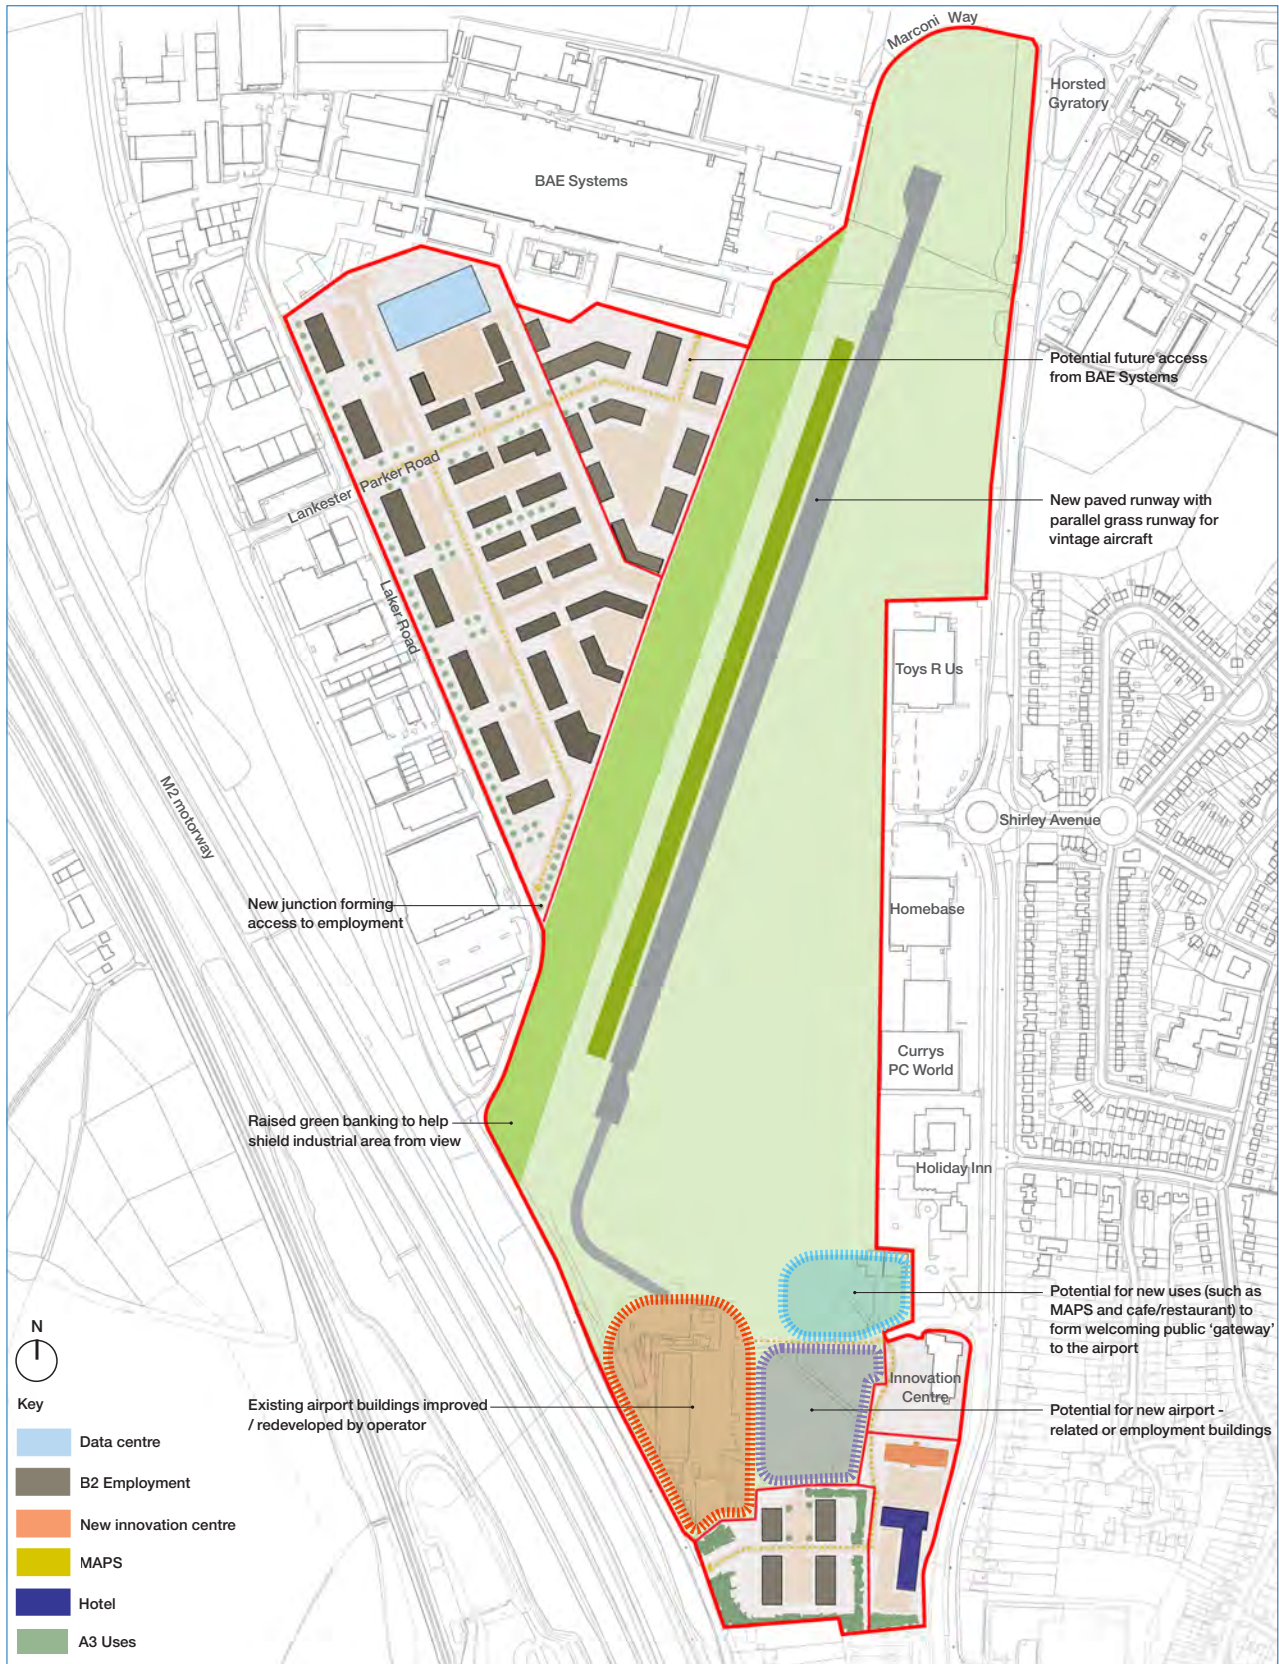 Marconi Way
Horsted
Gyratory
BAE Systems
Potential future access
from BAE Systems
Lankester Parker Road
New paved runway with
parallel grass runway for
vintage aircraft
Laker Road
Toys R Us
M2 motorway
Shirley Avenue
New junction forming
access to employment
Homebase
Currys
PC World
Raised green banking to help
shield industrial area from view
Holiday Inn
Potential for new uses (such as
MAPS and cafe/restaurant) to
form welcoming public ‘gateway’
to the airport
N
Innovation
Centre
Existing airport buildings improved
/ redeveloped by operator
Potential for new airport -
related or employment buildings
Key
Data centre
B2 Employment
New innovation centre
MAPS
Hotel
A3 Uses